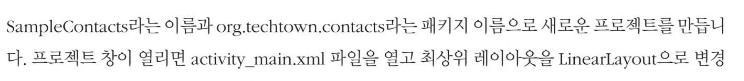 SampleContacts라는 이름과 org.techtown.contacts라는 패키지 이름으로 새로운 프로젝트를 만듭니
다. 프로젝트 창이 열리면 activity_main.xml 파일을 열고 최상위 레이아웃을 LinearLayout으로 변경